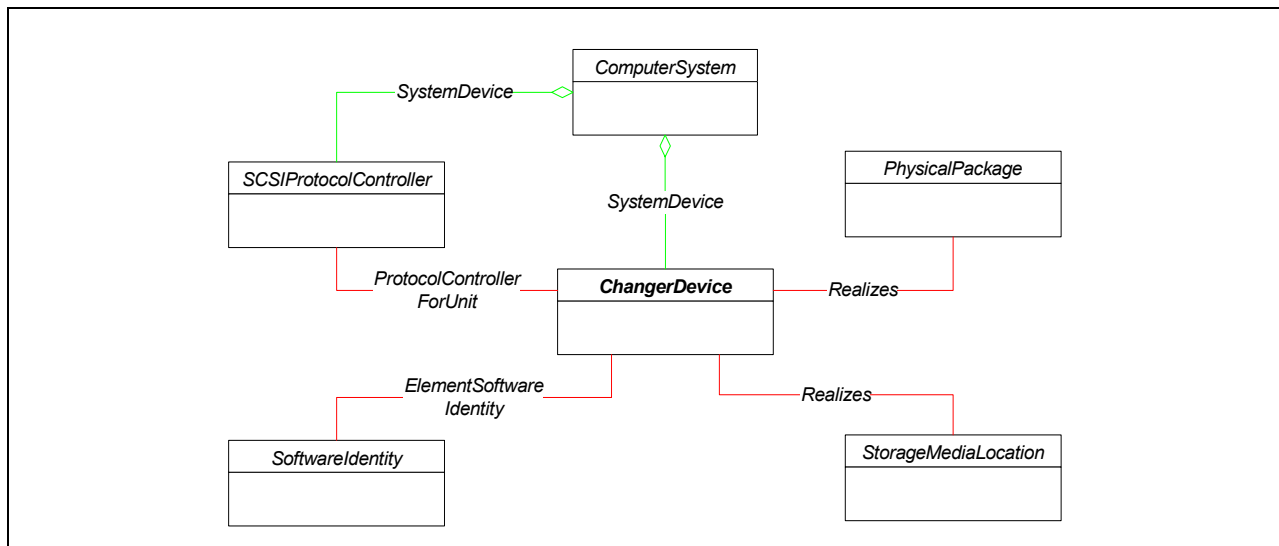 ComputerSystem
SystemDevice
SCSIProtocolController
PhysicalPackage
SystemDevice
ProtocolController
ForUnit
ChangerDevice
Realizes
ElementSoftware
Identity
Realizes
SoftwareIdentity
StorageMediaLocation